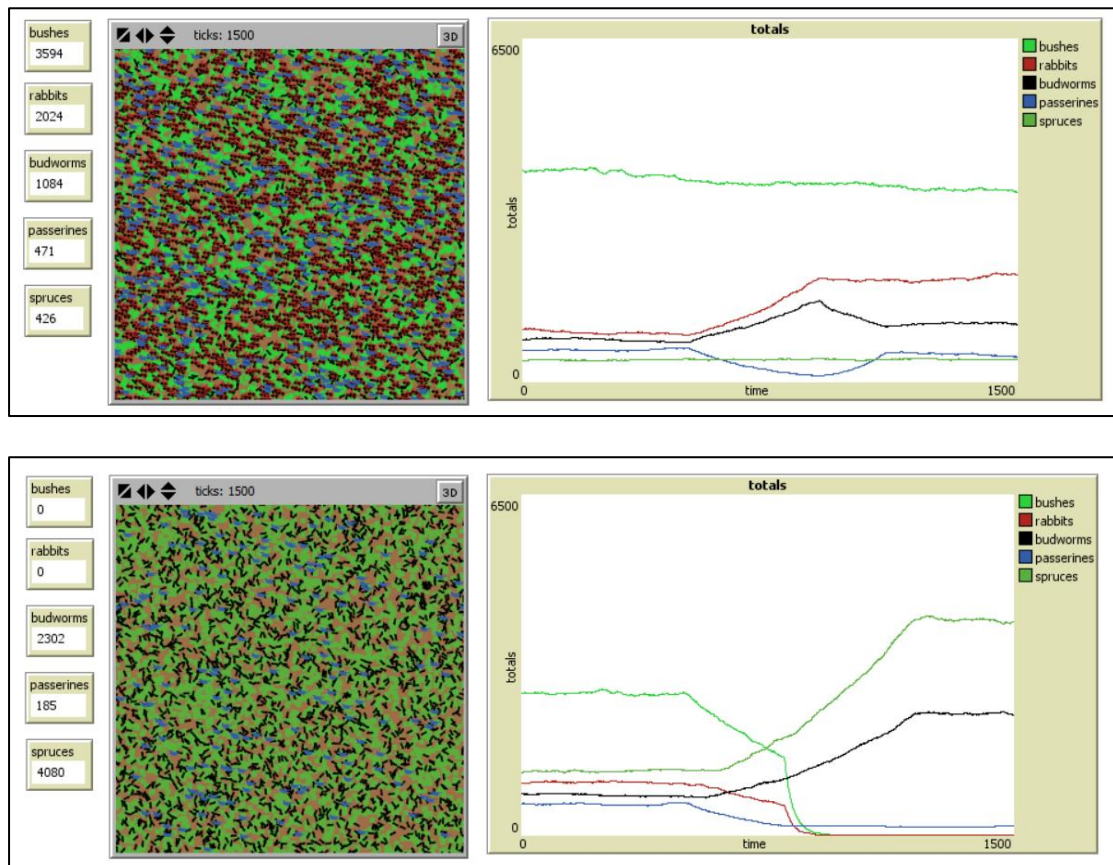 bushes
3594
rabbits
2024
budworms
1084
passerines
471
spruces
426
ticks: 1500
3D
totals
6500
totals
0
0
time
1500
bushes
rabbits
budworms
passerines
spruces
bushes
0
rabbits
0
budworms
2302
passerines
185
spruces
4080
ticks: 1500
3D
totals
6500
totals
0
0
time
1500
bushes
rabbits
budworms
passerines
spruces